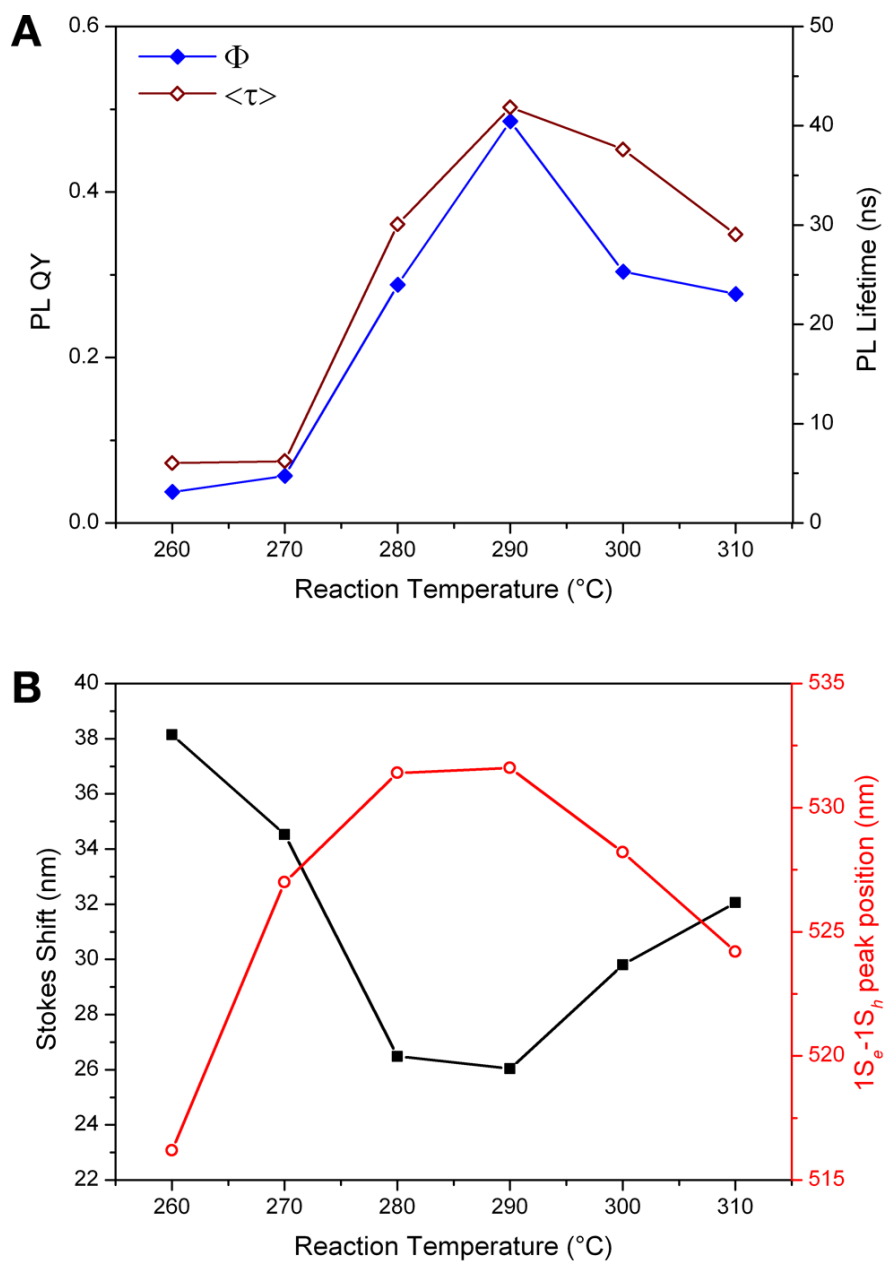 A
Φ
<τ>
0.6
0.4
0.2
0.0
PL QY
50
40
30
20
10
0
PL Lifetime (ns)
260 270 280 290 300 310
Reaction Temperature (°C)
B
40
38
36
34
32
30
28
26
24
22
Stokes Shift (nm)
535
530
525
520
515
1Se-1Sh peak position (nm)
260 270 280 290 300 310
Reaction Temperature (°C)